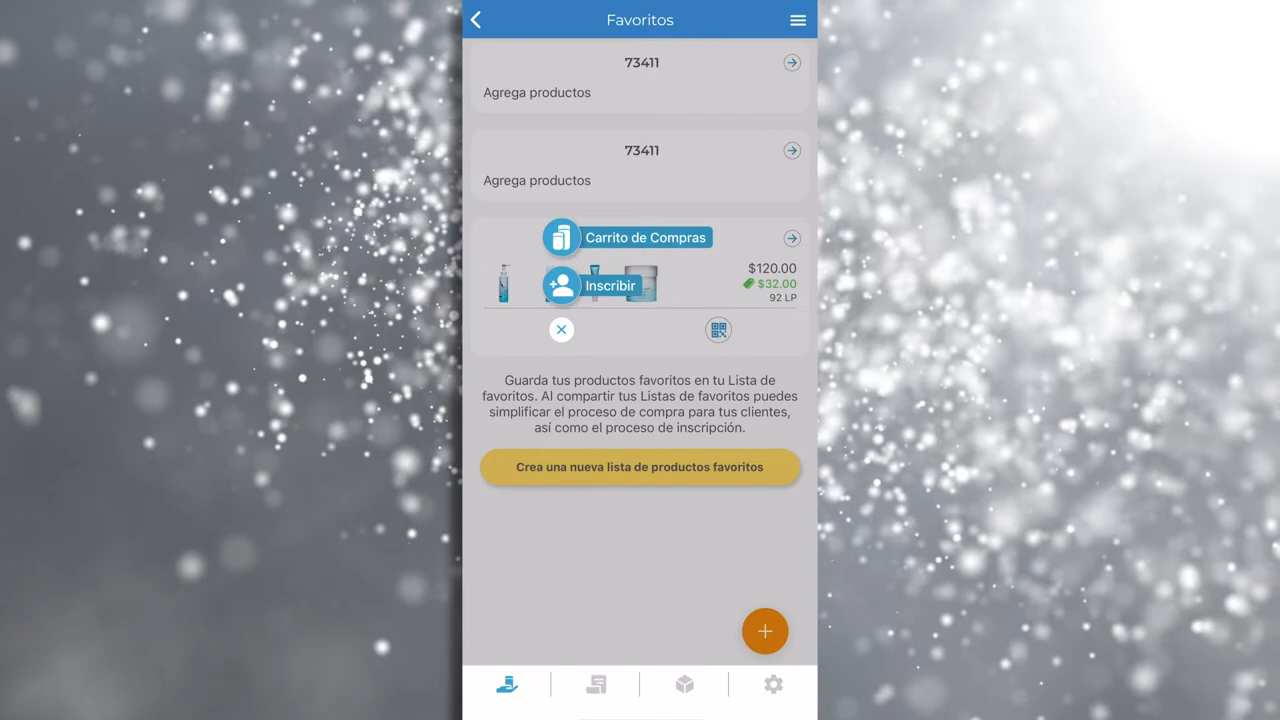 Favoritos
73411
Agrega productos
73411
Agrega productos
Carrito de Compras
$120.00
Inscribir
$32.00
92 LP
Guarda tus productos favoritos en tu Lista de
favoritos. Al compartir tus Listas de favoritos puedes
simplificar el proceso de compra para tus clientes,
así como el proceso de inscripción.
Crea una nueva lista de productos favoritos